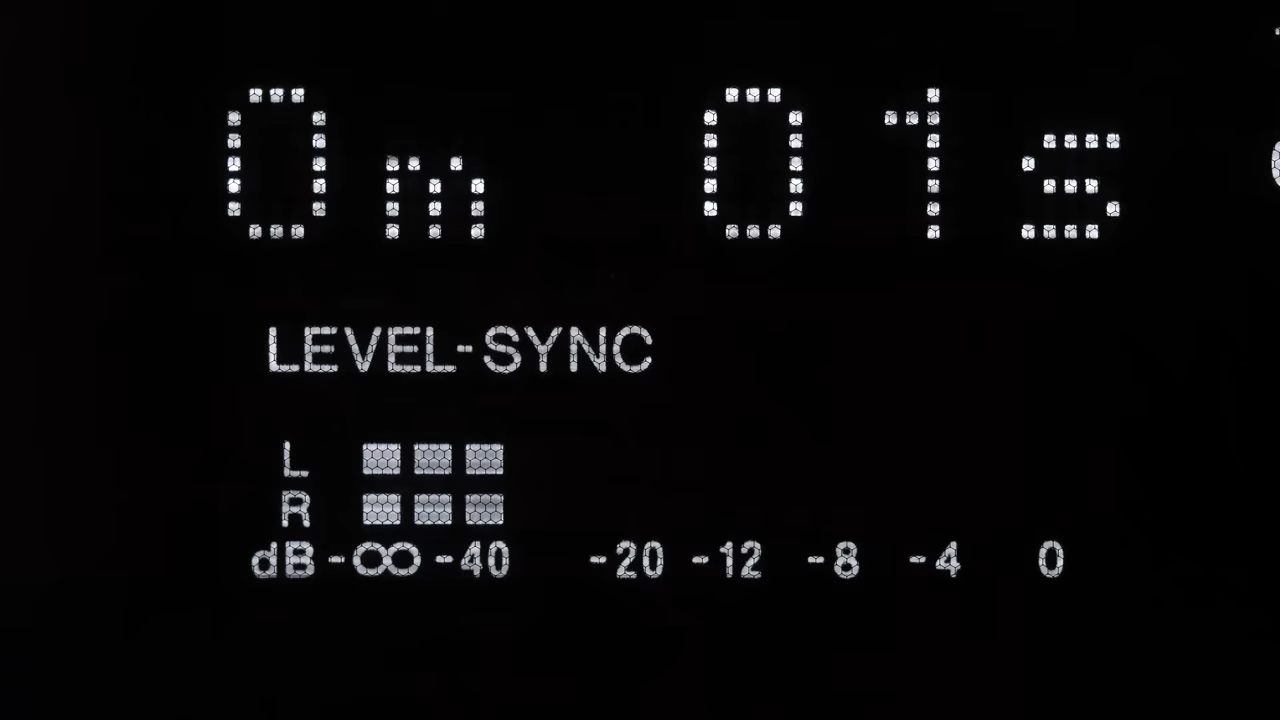 0m 01s
LEVEL-SYNC
L
R
dB -∞ -40 -20 -12 -8 -4 0